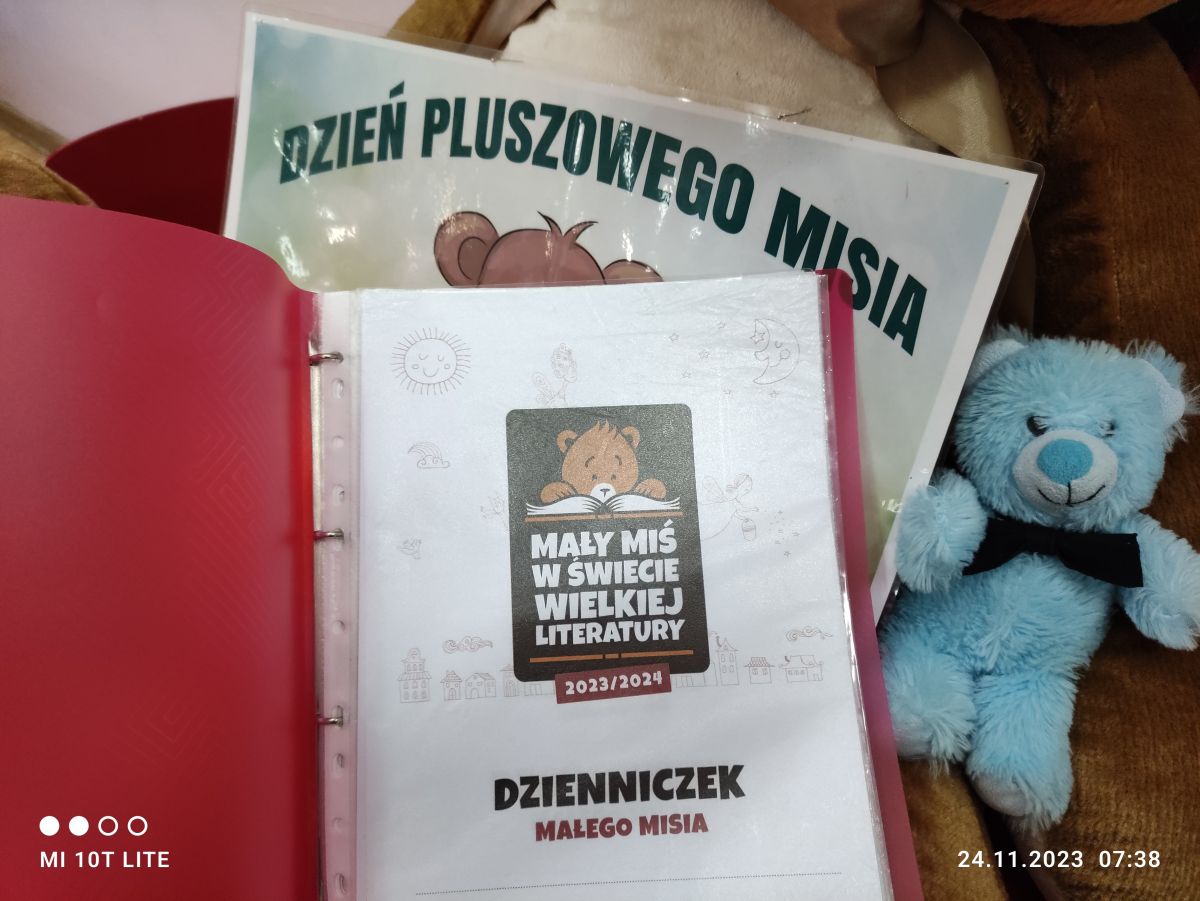 DZIEŃ PLUSZOWEGO MISIA
MAŁY MIŚ
W ŚWIECIE
WIELKIEJ
LITERATURY
2023/2024
DZIENNICZEK
MAŁEGO MISIA
MI 10T LITE
24.11.2023 07:38